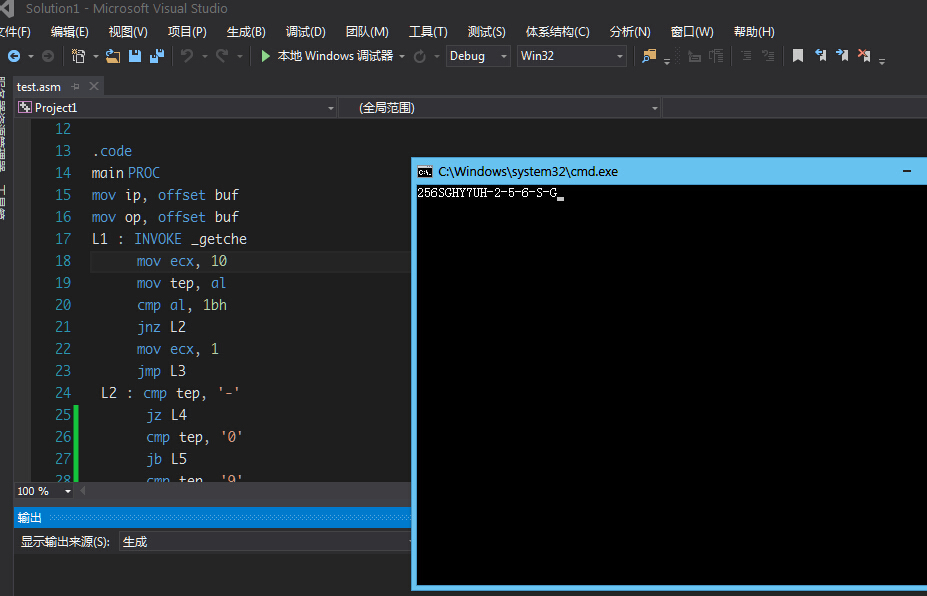 Solution1 - Microsoft Visual Studio
文件(F) 编辑(E) 视图(V) 项目(P) 生成(B) 调试(D) 团队(M) 工具(T) 测试(S) 体系结构(C) 分析(N) 窗口(W) 帮助(H)
本地 Windows 调试器 Debug Win32
test.asm
Project1 (全局范围)
12
13 .code
14 main PROC
15 mov ip, offset buf
16 mov op, offset buf
17 L1 : INVOKE _getche
18 mov ecx, 10
19 mov tep, al
20 cmp al, 1bh
21 jnz L2
22 mov ecx, 1
23 jmp L3
24 L2 : cmp tep, '-'
25 jz L4
26 cmp tep, '0'
27 jb L5
28 cmp tep, '9'
100 %
输出
显示输出来源(S): 生成
C:\Windows\system32\cmd.exe
256SGHY7UH-2-5-6-S-G